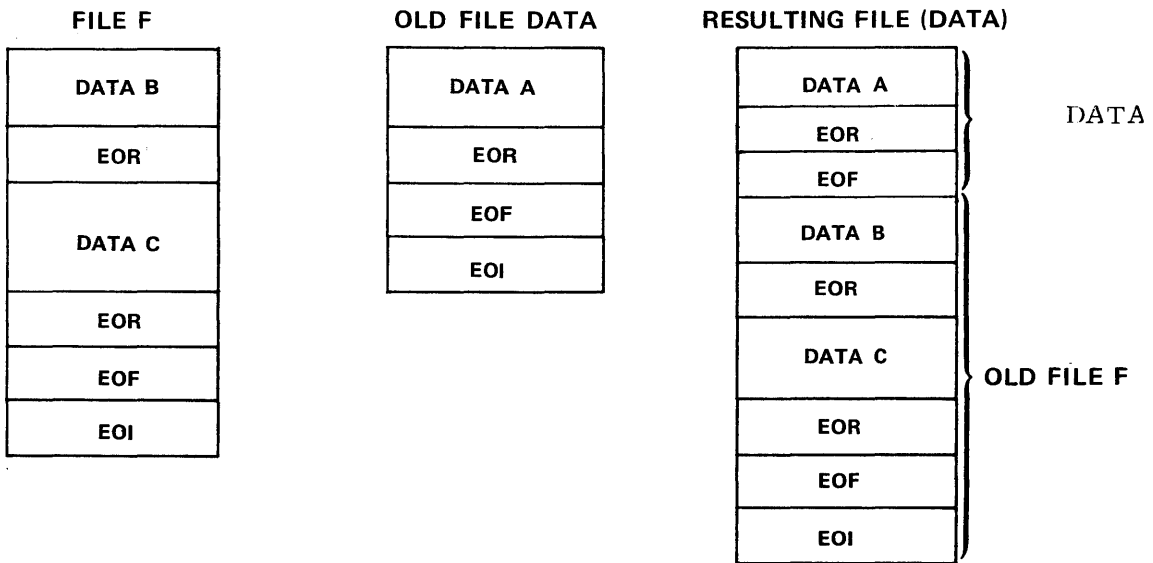 FILE F
DATA B
EOR
DATA C
EOR
EOF
EOI
OLD FILE DATA
DATA A
EOR
EOF
EOI
RESULTING FILE (DATA)
DATA A
EOR
EOF
DATA B
EOR
DATA C
EOR
EOF
EOI
DATA
OLD FILE F